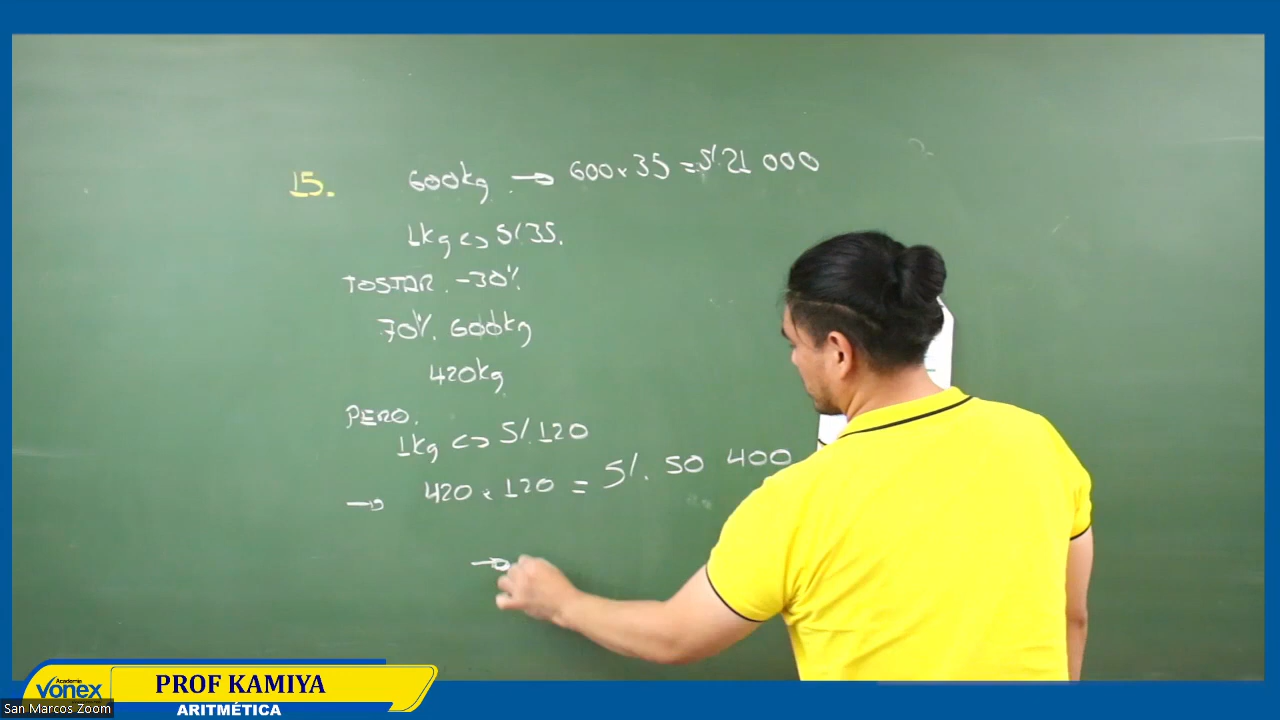 15.
600kg → 600×35 = S/.21 000
1kg <> S/.35.
TOSTAR -30%
70%. 600kg
420kg
PERO.
1kg <> S/.120
→ 420 × 120 = S/. 50 400
→
Academia
Vonex
PROF KAMIYA
ARITMÉTICA
San Marcos Zoom